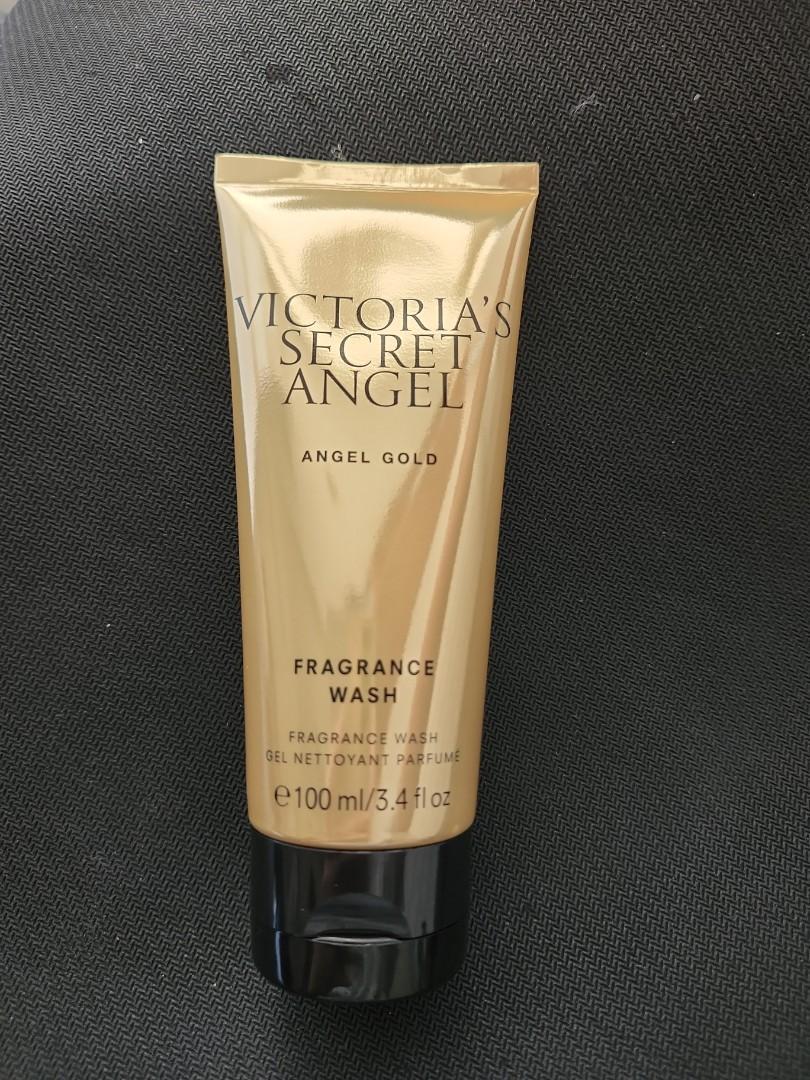 VICTORIA'S
SECRET
ANGEL
ANGEL GOLD
FRAGRANCE
WASH
FRAGRANCE WASH
GEL NETTOYANT PARFUMÉ
℮100 ml/3.4 fl oz